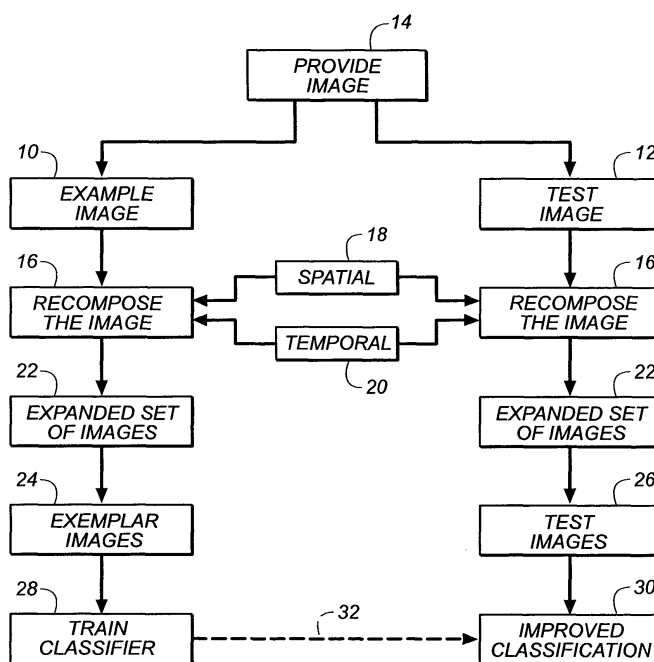 14
PROVIDE
IMAGE
10
EXAMPLE
IMAGE
12
TEST
IMAGE
16
RECOMPOSE
THE IMAGE
18
SPATIAL
TEMPORAL
20
16
RECOMPOSE
THE IMAGE
22
EXPANDED SET
OF IMAGES
22
EXPANDED SET
OF IMAGES
24
EXEMPLAR
IMAGES
26
TEST
IMAGES
28
TRAIN
CLASSIFIER
32
30
IMPROVED
CLASSIFICATION